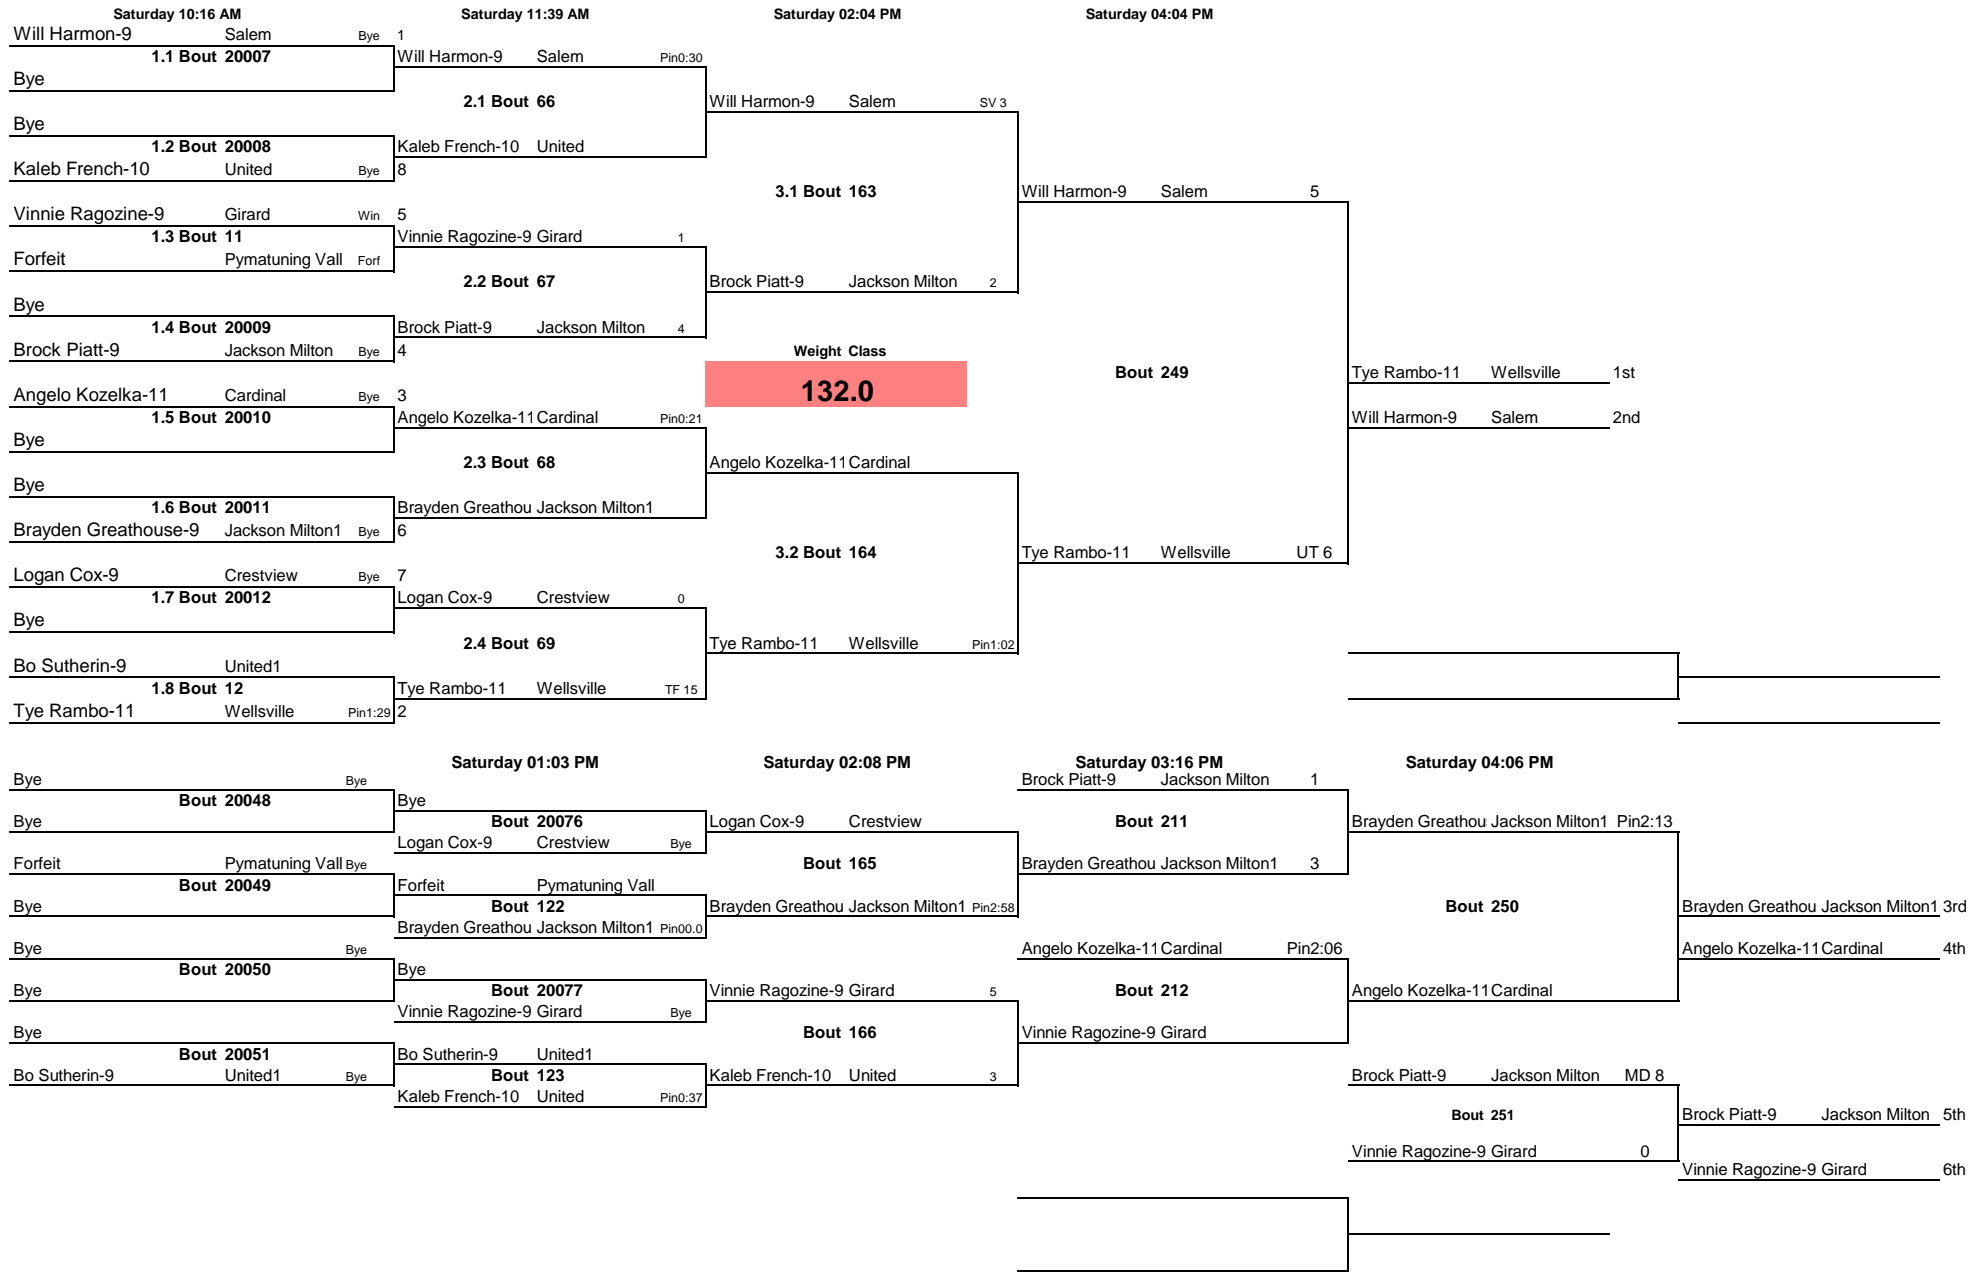 Saturday 10:16 AM Saturday 11:39 AM Saturday 02:04 PM Saturday 04:04 PM
Will Harmon-9 Salem Bye 1
1.1 Bout 20007 Will Harmon-9 Salem Pin0:30
Bye
2.1 Bout 66 Will Harmon-9 Salem SV 3
Bye
1.2 Bout 20008 Kaleb French-10 United
Kaleb French-10 United Bye 8
3.1 Bout 163 Will Harmon-9 Salem 5
Vinnie Ragozine-9 Girard Win 5
1.3 Bout 11 Vinnie Ragozine-9 Girard 1
Forfeit Pymatuning Vall Forf
2.2 Bout 67 Brock Piatt-9 Jackson Milton 2
Bye
1.4 Bout 20009 Brock Piatt-9 Jackson Milton 4
Brock Piatt-9 Jackson Milton Bye 4 Weight Class
Bout 249 Tye Rambo-11 Wellsville 1st
Angelo Kozelka-11 Cardinal Bye 3 132.0
1.5 Bout 20010 Angelo Kozelka-11 Cardinal Pin0:21 Will Harmon-9 Salem 2nd
Bye
2.3 Bout 68 Angelo Kozelka-11 Cardinal
Bye
1.6 Bout 20011 Brayden Greathou Jackson Milton1
Brayden Greathouse-9 Jackson Milton1 Bye 6
3.2 Bout 164 Tye Rambo-11 Wellsville UT 6
Logan Cox-9 Crestview Bye 7
1.7 Bout 20012 Logan Cox-9 Crestview 0
Bye
2.4 Bout 69 Tye Rambo-11 Wellsville Pin1:02
Bo Sutherin-9 United1
1.8 Bout 12 Tye Rambo-11 Wellsville TF 15
Tye Rambo-11 Wellsville Pin1:29 2
Saturday 01:03 PM Saturday 02:08 PM Saturday 03:16 PM Saturday 04:06 PM
Bye Bye Brock Piatt-9 Jackson Milton 1
Bout 20048 Bye
Bye Bout 20076 Logan Cox-9 Crestview Bout 211 Brayden Greathou Jackson Milton1 Pin2:13
Logan Cox-9 Crestview Bye
Forfeit Pymatuning Vall Bye Bout 165 Brayden Greathou Jackson Milton1 3
Bout 20049 Forfeit Pymatuning Vall
Bye Bout 122 Brayden Greathou Jackson Milton1 Pin2:58 Bout 250 Brayden Greathou Jackson Milton1 3rd
Brayden Greathou Jackson Milton1 Pin00.0
Bye Bye Angelo Kozelka-11 Cardinal Pin2:06 Angelo Kozelka-11 Cardinal 4th
Bout 20050 Bye
Bye Bout 20077 Vinnie Ragozine-9 Girard 5 Bout 212 Angelo Kozelka-11 Cardinal
Vinnie Ragozine-9 Girard Bye
Bye Bout 166 Vinnie Ragozine-9 Girard
Bout 20051 Bo Sutherin-9 United1
Bo Sutherin-9 United1 Bye Bout 123 Kaleb French-10 United 3 Brock Piatt-9 Jackson Milton MD 8
Kaleb French-10 United Pin0:37
Bout 251 Brock Piatt-9 Jackson Milton 5th
Vinnie Ragozine-9 Girard 0
Vinnie Ragozine-9 Girard 6th